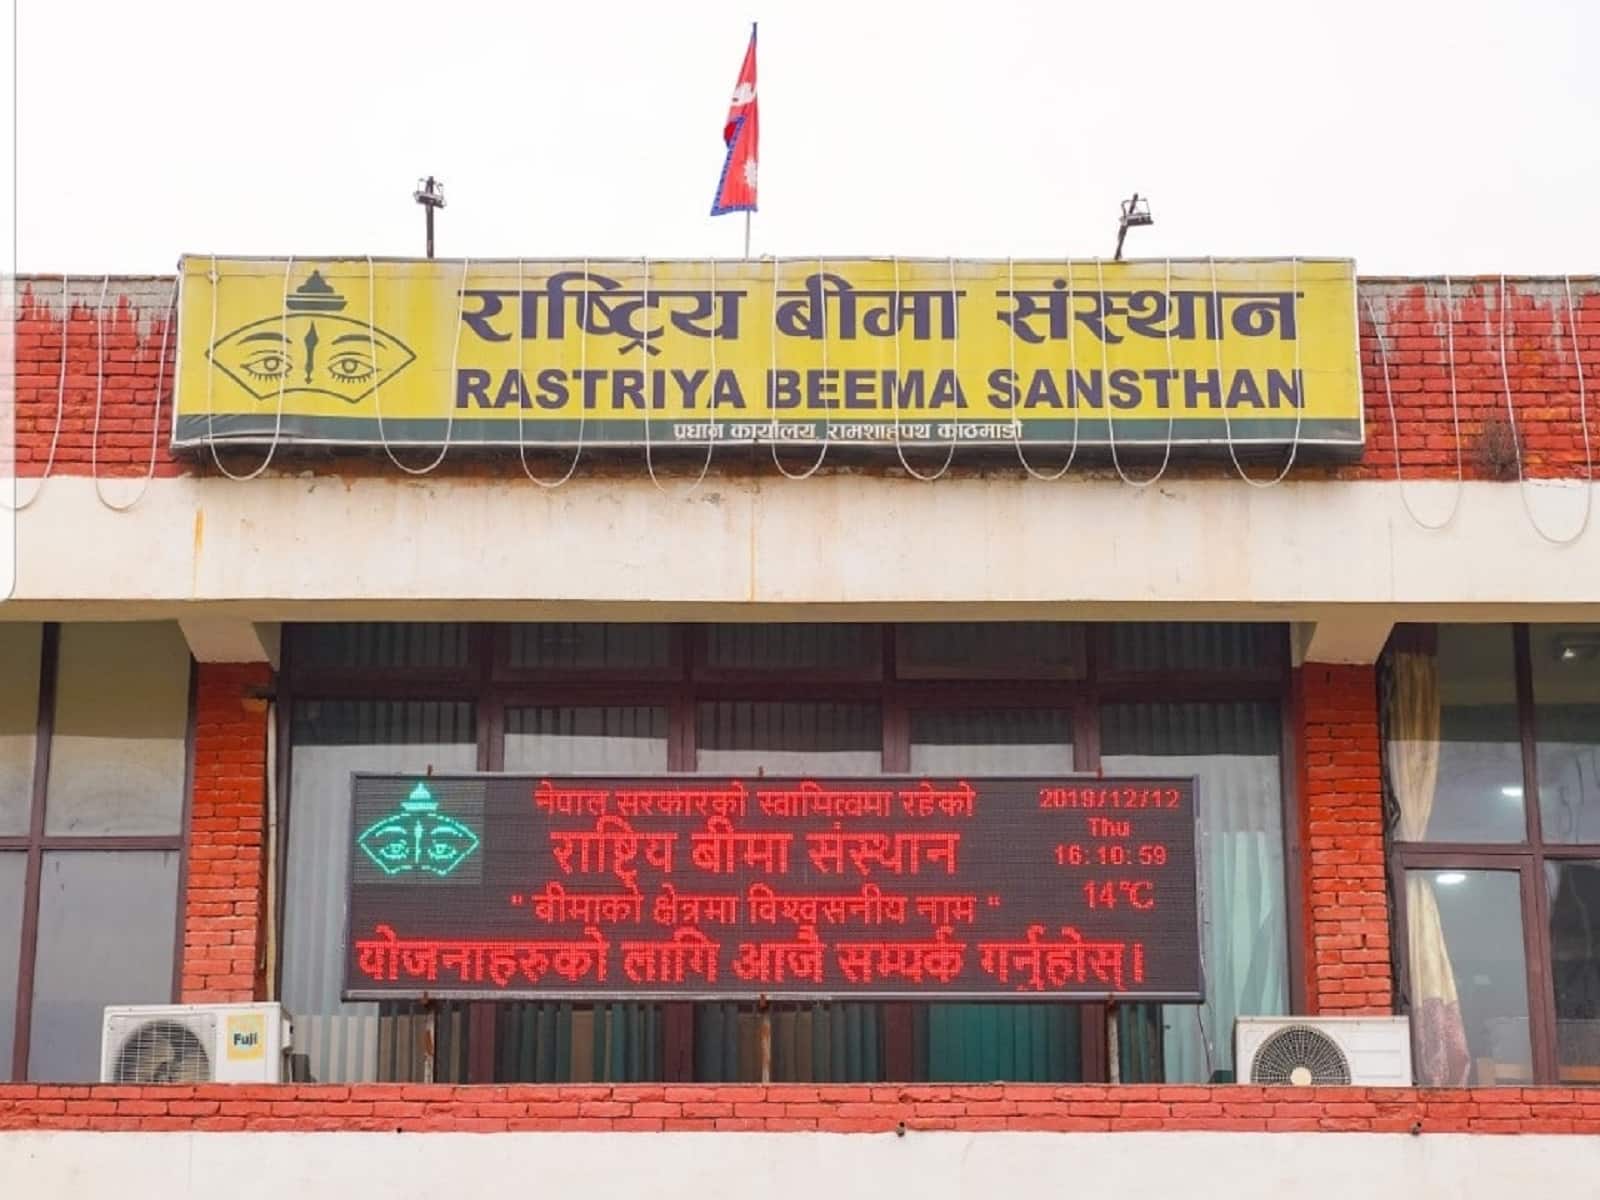 राष्ट्रिय बीमा संस्थान
RASTRIYA BEEMA SANSTHAN
प्रधान कार्यालय, रामशाहपथ काठमाडौं
नेपाल सरकारको स्वामित्वमा रहेको
राष्ट्रिय बीमा संस्थान
" बीमाको क्षेत्रमा विश्वसनीय नाम "
योजनाहरुको लागि आजै सम्पर्क गर्नुहोस्।
2019/12/12
Thu
16:10:59
14℃
Fuji